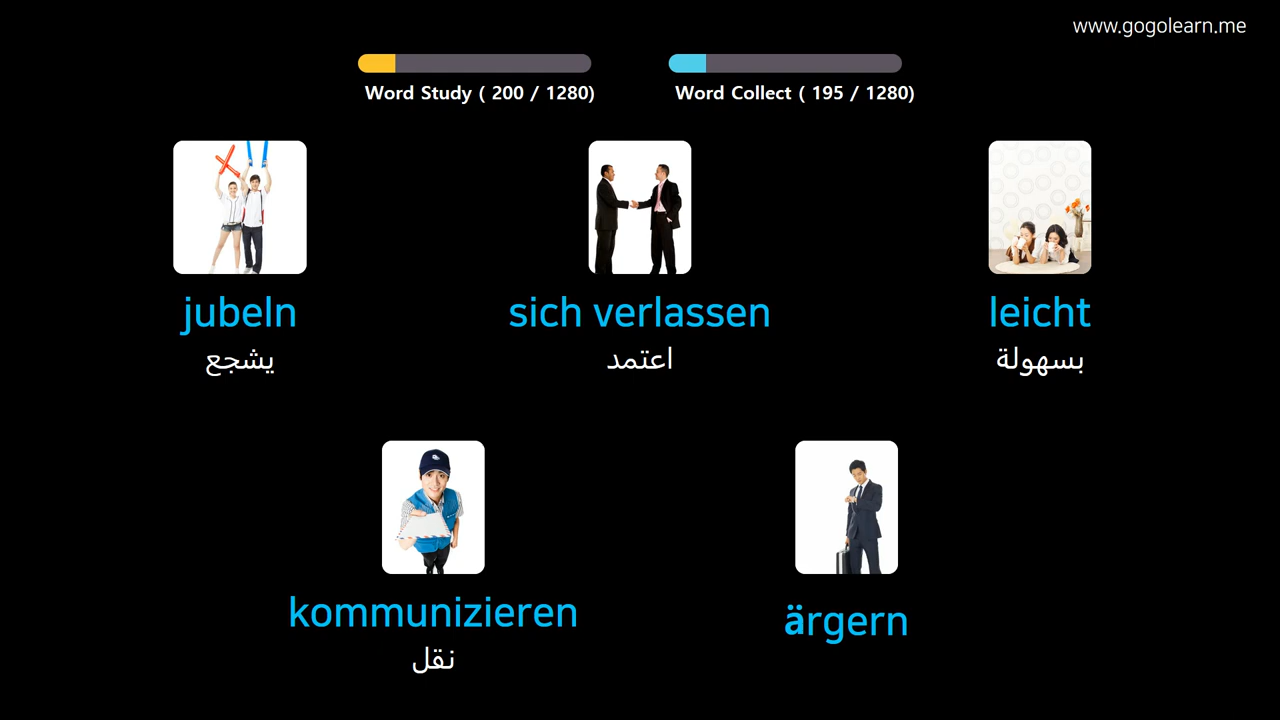 www.gogolearn.me
Word Study ( 200 / 1280)
Word Collect ( 195 / 1280)
jubeln
يشجع
sich verlassen
اعتمد
leicht
بسهولة
kommunizieren
نقل
ärgern